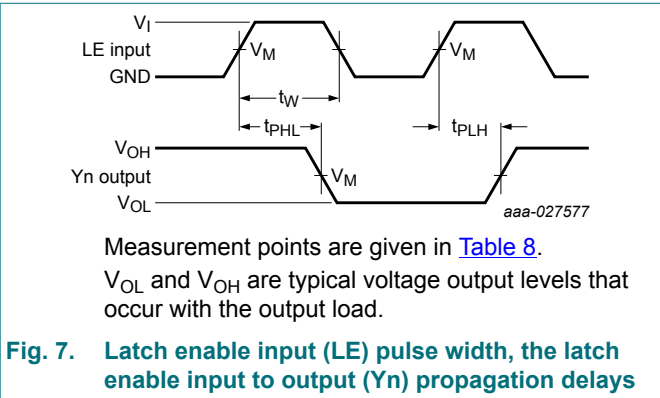 VI
LE input
VM
VM
GND
tW
tPHL
tPLH
VOH
Yn output
VM
VOL
aaa-027577
Measurement points are given in Table 8.
VOL and VOH are typical voltage output levels that
occur with the output load.
Fig. 7. Latch enable input (LE) pulse width, the latch
enable input to output (Yn) propagation delays